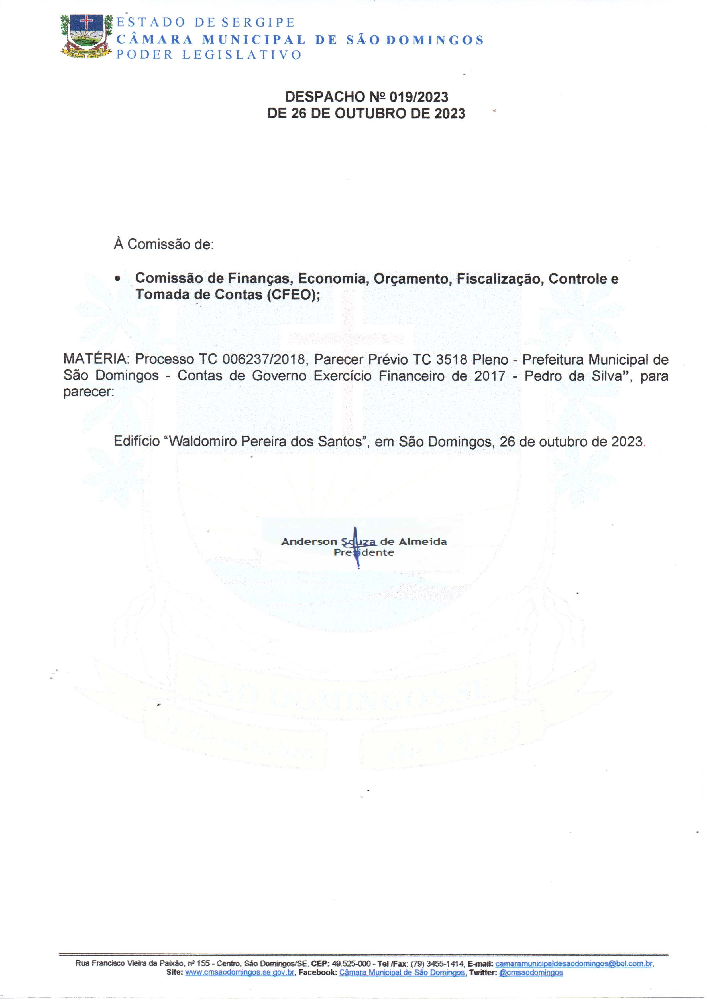 ESTADO DE SERGIPE
CÂMARA MUNICIPAL DE SÃO DOMINGOS
PODER LEGISLATIVO
DESPACHO Nº 019/2023
DE 26 DE OUTUBRO DE 2023
À Comissão de:
• Comissão de Finanças, Economia, Orçamento, Fiscalização, Controle e
Tomada de Contas (CFEO);
MATÉRIA: Processo TC 006237/2018, Parecer Prévio TC 3518 Pleno - Prefeitura Municipal de
São Domingos - Contas de Governo Exercício Financeiro de 2017 - Pedro da Silva”, para
parecer:
Edifício “Waldomiro Pereira dos Santos”, em São Domingos, 26 de outubro de 2023.
Anderson Souza de Almeida
Presidente
SÃO DOMINGOS SE
de 1963
Rua Francisco Vieira da Paixão, nº 155 - Centro, São Domingos/SE, CEP: 49.525-000 - Tel /Fax: (79) 3455-1414, E-mail: camaramunicipaldesaodomingos@bol.com.br,
Site: www.cmsaodomingos.se.gov.br, Facebook: Câmara Municipal de São Domingos, Twitter: @cmsaodomingos